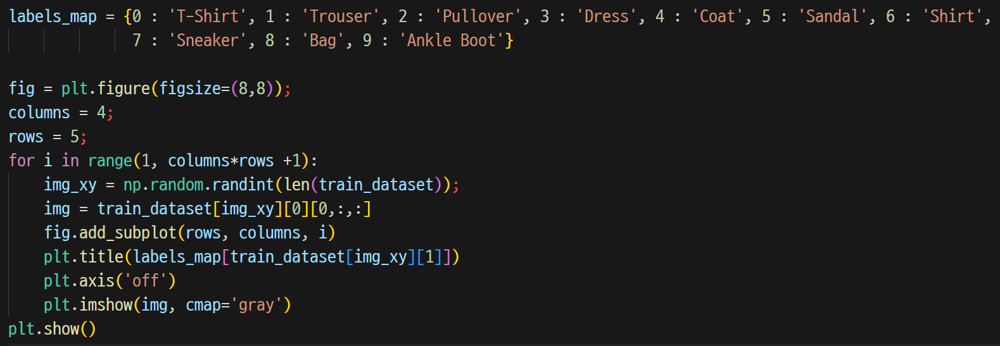 labels_map = {0 : 'T-Shirt', 1 : 'Trouser', 2 : 'Pullover', 3 : 'Dress', 4 : 'Coat', 5 : 'Sandal', 6 : 'Shirt',
              7 : 'Sneaker', 8 : 'Bag', 9 : 'Ankle Boot'}

fig = plt.figure(figsize=(8,8));
columns = 4;
rows = 5;
for i in range(1, columns*rows +1):
    img_xy = np.random.randint(len(train_dataset));
    img = train_dataset[img_xy][0][0,:,:]
    fig.add_subplot(rows, columns, i)
    plt.title(labels_map[train_dataset[img_xy][1]])
    plt.axis('off')
    plt.imshow(img, cmap='gray')
plt.show()